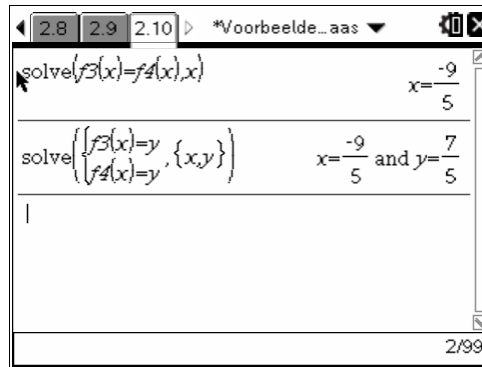 2.8 2.9 2.10 *Voorbeelde…aas
solve(f3(x)=f4(x),x)
x=-9/5
solve({f3(x)=y
f4(x)=y,{x,y})
x=-9/5 and y=7/5
2/99